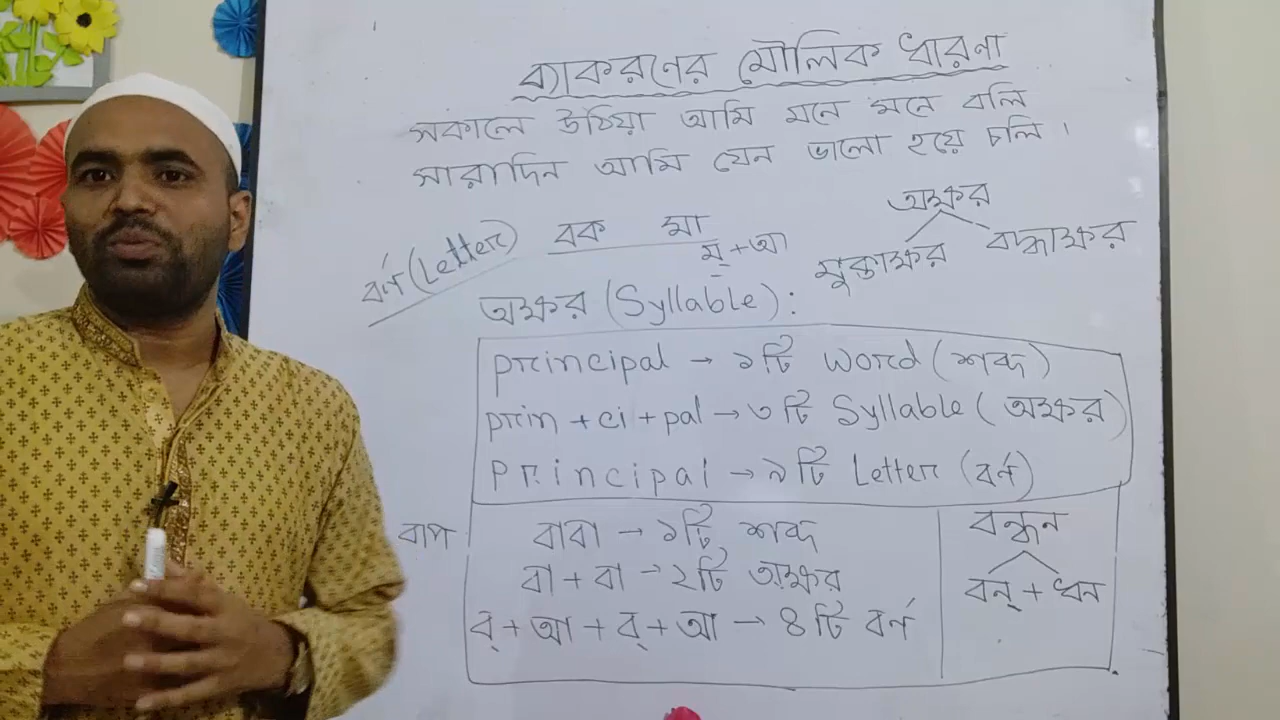 ব্যাকরণের মৌলিক ধারণা
সকালে উঠিয়া আমি মনে মনে বলি
সারাদিন আমি যেন ভালো হয়ে চলি।
অক্ষর
মুক্তাক্ষর বদ্ধাক্ষর
বর্ণ (Letter) বক মা
ম্+আ
অক্ষর (Syllable):
principal → ১টি word (শব্দ)
prin + ci + pal → ৩টি Syllable (অক্ষর)
principal → ৯টি Letter (বর্ণ)
বাপ
বাবা → ১টি শব্দ
বা + বা → ২টি অক্ষর
ব্ + আ + ব্ + আ → ৪টি বর্ণ
বন্ধন
বন্ + ধন